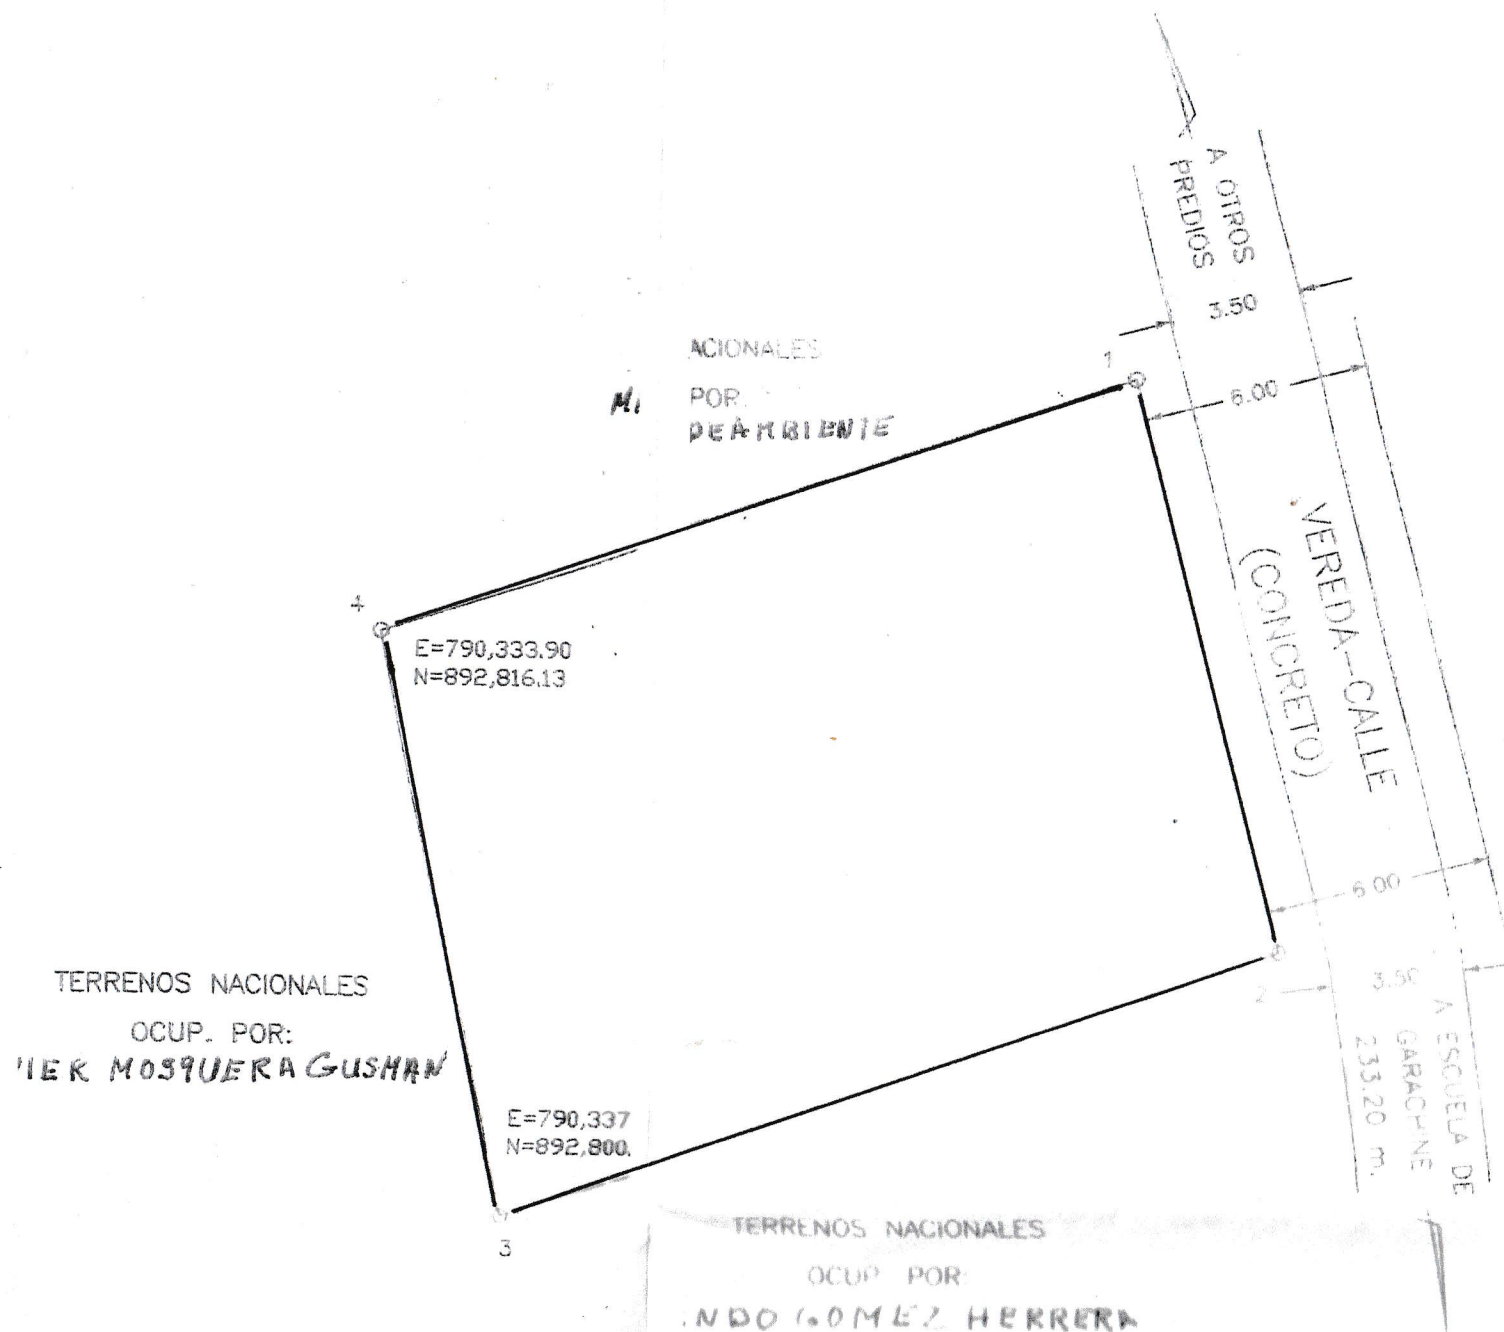 A OTROS
PREDIOS
3.50
ACIONALES
1
POR
6.00
DEAMBIENTE
VEREDA-CALLE
(CONCRETO)
4
E=790,333.90
N=892,816.13
6.00
TERRENOS NACIONALES
OCUP. POR:
MOSQUERA GUSMAN
2
3.50
A ESCUELA DE
GARACHINE
233.20 m.
E=790,337
N=892,800.
3
TERRENOS NACIONALES
OCUP POR:
NDO GOMEZ HERRERA